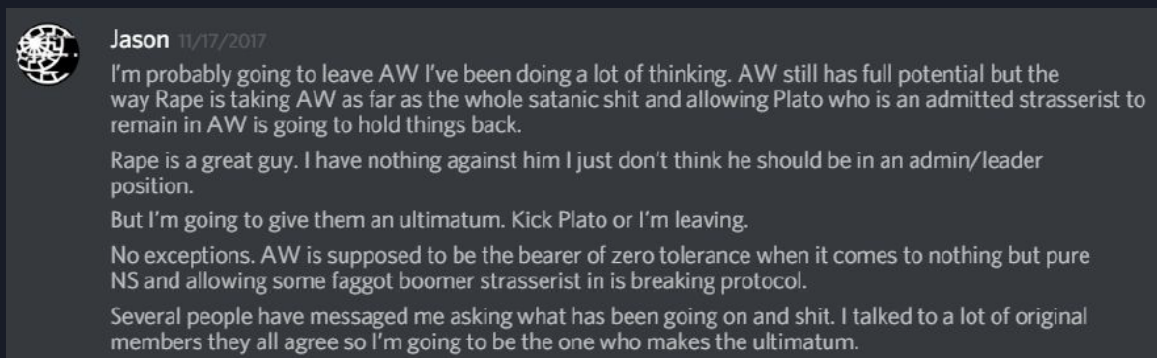 Jason 11/17/2017
I'm probably going to leave AW I've been doing a lot of thinking. AW still has full potential but the
way Rape is taking AW as far as the whole satanic shit and allowing Plato who is an admitted strasserist to
remain in AW is going to hold things back.
Rape is a great guy. I have nothing against him I just don't think he should be in an admin/leader
position.
But I'm going to give them an ultimatum. Kick Plato or I'm leaving.
No exceptions. AW is supposed to be the bearer of zero tolerance when it comes to nothing but pure
NS and allowing some faggot boomer strasserist in is breaking protocol.
Several people have messaged me asking what has been going on and shit. I talked to a lot of original
members they all agree so I'm going to be the one who makes the ultimatum.